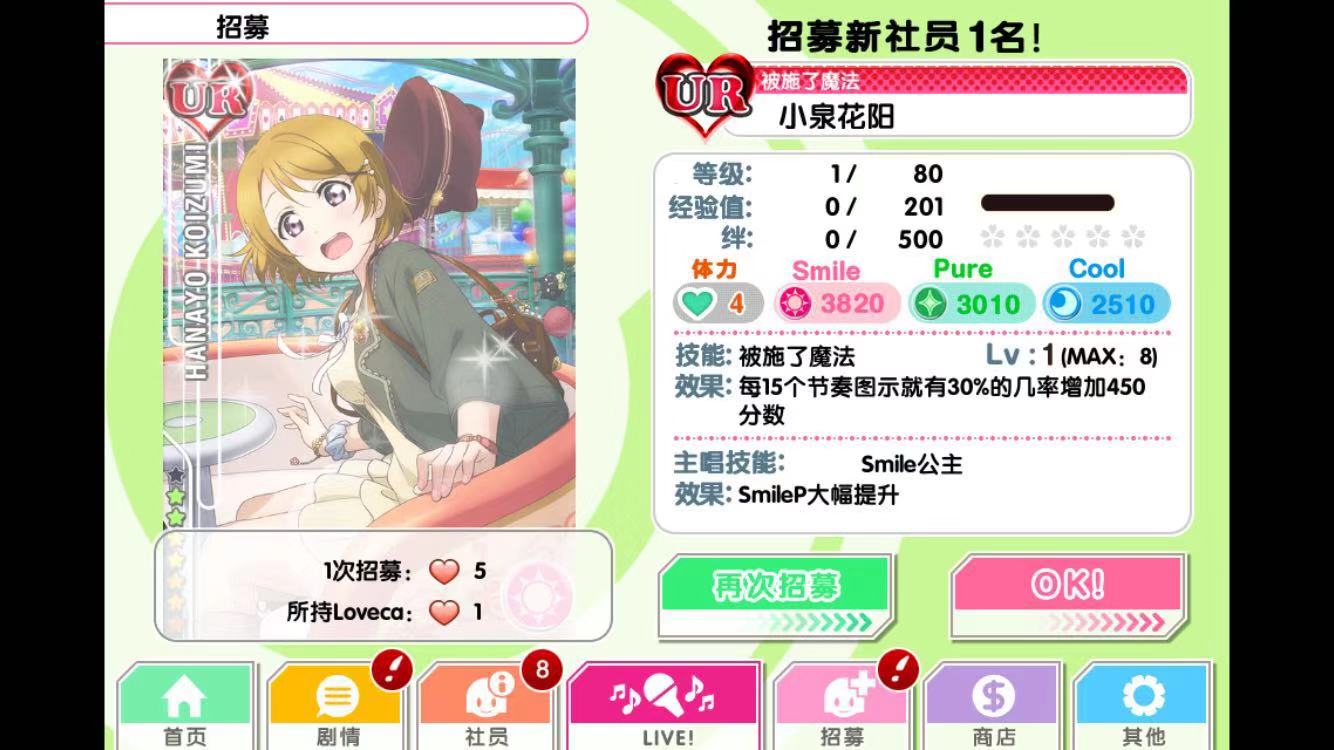 招募
UR
HANAYO KOIZUMI
1次招募： 5
所持Loveca： 1
招募新社员1名！
UR
被施了魔法
小泉花阳
等级： 1 / 80
经验值： 0 / 201
绊： 0 / 500
体力 Smile Pure Cool
4 3820 3010 2510
技能：被施了魔法 Lv：1(MAX：8)
效果：每15个节奏图示就有30%的几率增加450
分数
主唱技能： Smile公主
效果：SmileP大幅提升
再次招募
OK!
! 8 !
首页 剧情 社员 LIVE! 招募 商店 其他